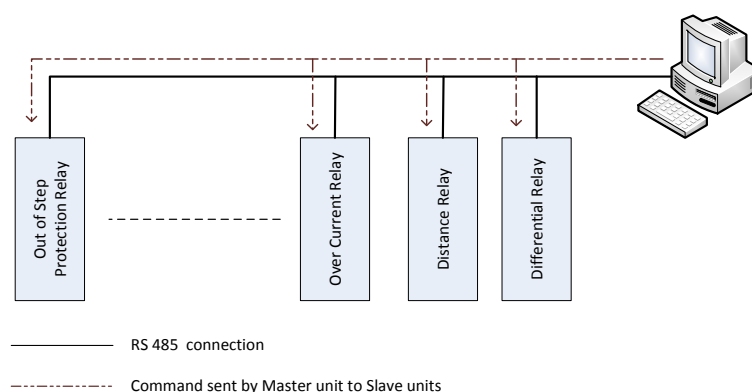 Out of Step
Protection Relay
Over Current Relay
Distance Relay
Differential Relay
RS 485 connection
Command sent by Master unit to Slave units